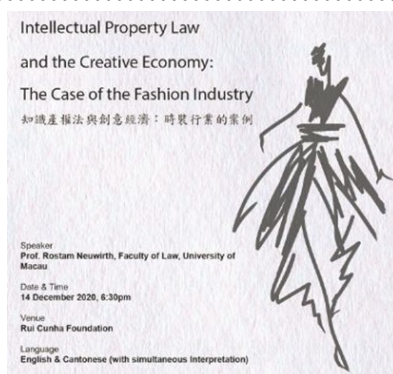 Intellectual Property Law
and the Creative Economy:
The Case of the Fashion Industry
知識產權法與創意經濟：時裝行業的案例
Speaker
Prof. Rostam Neuwirth, Faculty of Law, University of
Macau
Date & Time
14 December 2020, 6:30pm
Venue
Rui Cunha Foundation
Language
English & Cantonese (with simultaneous Interpretation)